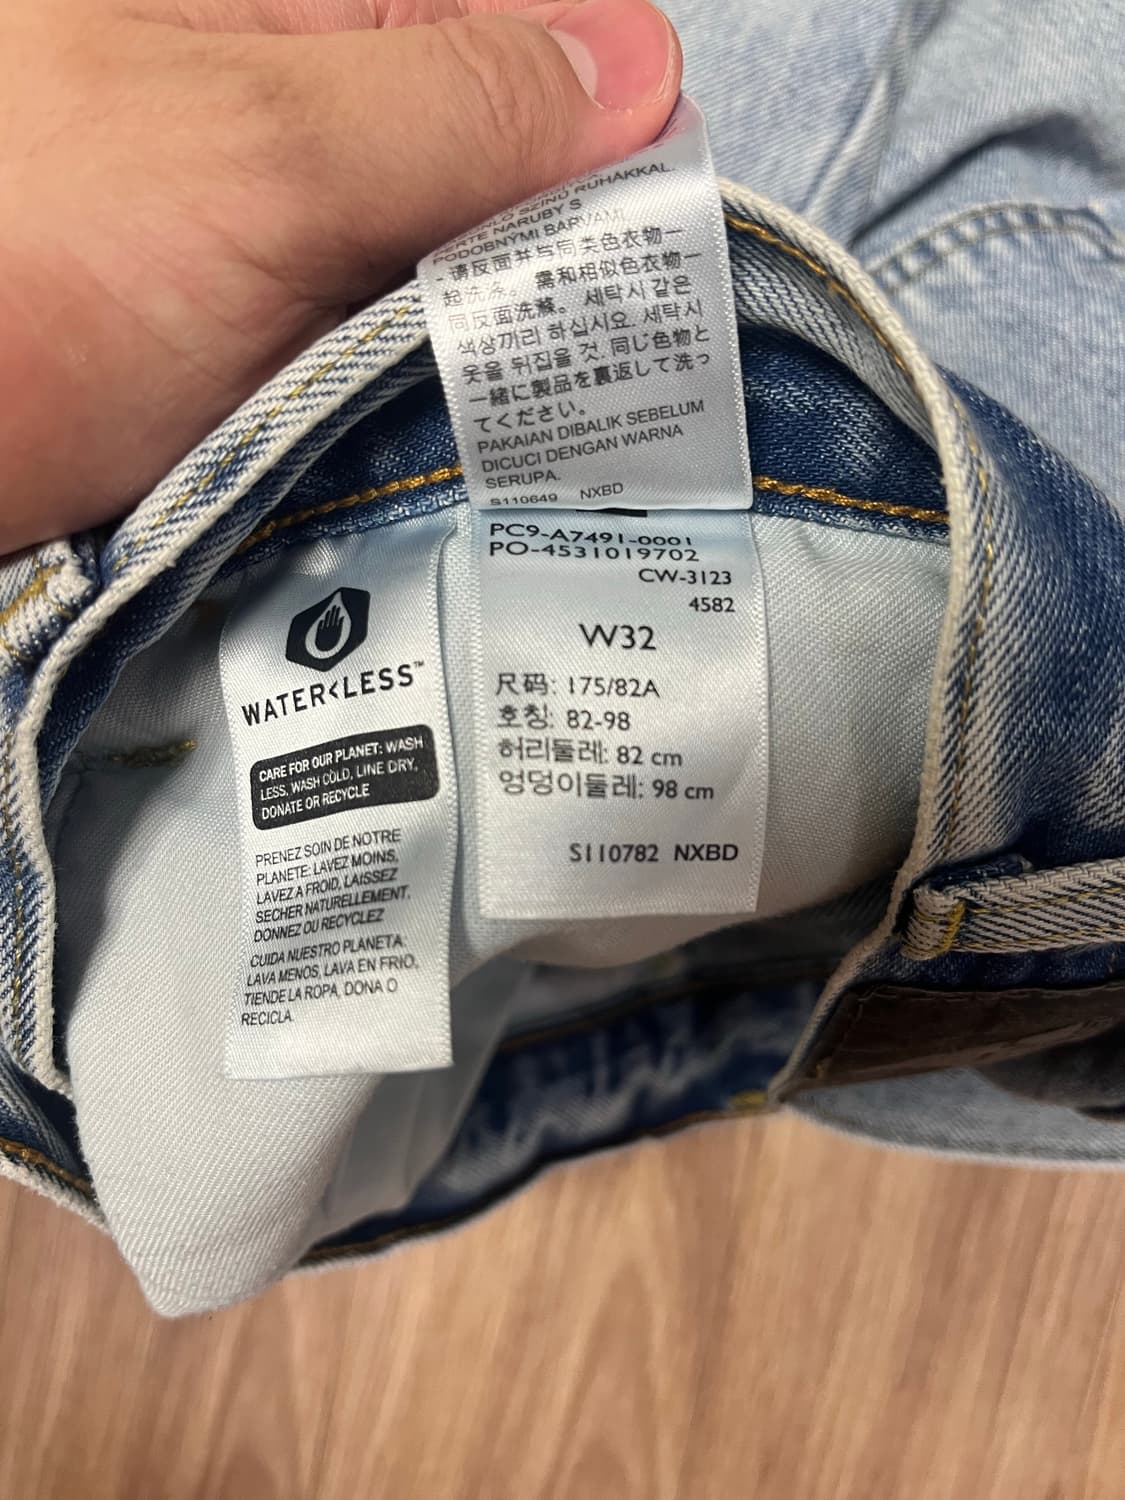 RUHAKKAL.
SZÍNŰ
PERTE NARUBY S
PODOBNÝMI BARVAMI.
- 请反面并与同类色衣物一
起洗涤。 需和相似色衣物一
同反面洗滌。 세탁시 같은
색상끼리 하십시오. 세탁시
옷을 뒤집을 것. 同じ色物と
一緒に製品を裏返して洗っ
てください。
PAKAIAN DIBALIK SEBELUM
DICUCI DENGAN WARNA
SERUPA.
S110649 NXBD
PC9-A7491-0001
PO-4531019702
CW-3123
4582
W32
尺码: 175/82A
호칭: 82-98
허리둘레: 82 cm
엉덩이둘레: 98 cm
S110782 NXBD
WATER<LESS™
CARE FOR OUR PLANET: WASH
LESS, WASH COLD, LINE DRY,
DONATE OR RECYCLE
PRENEZ SOIN DE NOTRE
PLANETE: LAVEZ MOINS,
LAVEZ A FROID, LAISSEZ
SECHER NATURELLEMENT,
DONNEZ OU RECYCLEZ
CUIDA NUESTRO PLANETA:
LAVA MENOS, LAVA EN FRIO,
TIENDE LA ROPA, DONA O
RECICLA.